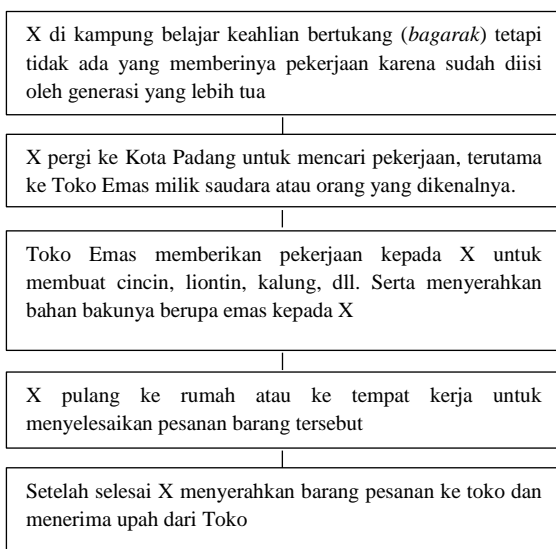 X di kampung belajar keahlian bertukang (bagarak) tetapi
tidak ada yang memberinya pekerjaan karena sudah diisi
oleh generasi yang lebih tua
X pergi ke Kota Padang untuk mencari pekerjaan, terutama
ke Toko Emas milik saudara atau orang yang dikenalnya.
Toko Emas memberikan pekerjaan kepada X untuk
membuat cincin, liontin, kalung, dll. Serta menyerahkan
bahan bakunya berupa emas kepada X
X pulang ke rumah atau ke tempat kerja untuk
menyelesaikan pesanan barang tersebut
Setelah selesai X menyerahkan barang pesanan ke toko dan
menerima upah dari Toko